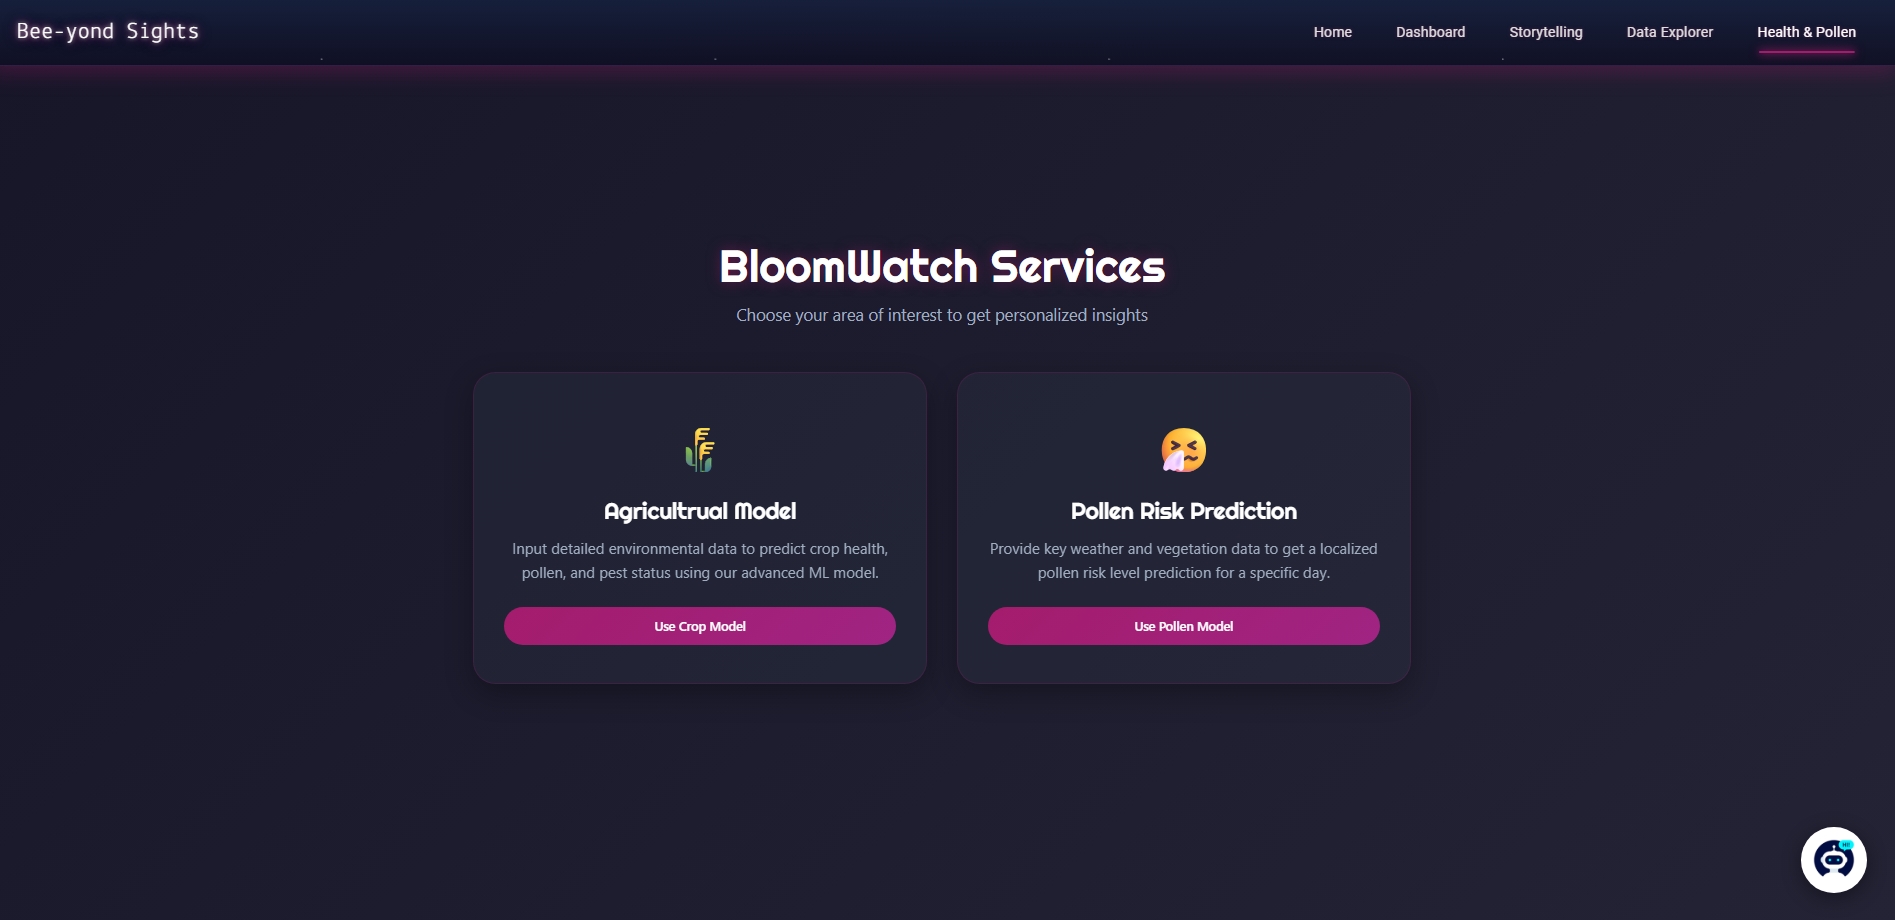 Bee-yond Sights
Home
Dashboard
Storytelling
Data Explorer
Health & Pollen
BloomWatch Services
Choose your area of interest to get personalized insights
Agricultrual Model
Input detailed environmental data to predict crop health,
pollen, and pest status using our advanced ML model.
Use Crop Model
Pollen Risk Prediction
Provide key weather and vegetation data to get a localized
pollen risk level prediction for a specific day.
Use Pollen Model